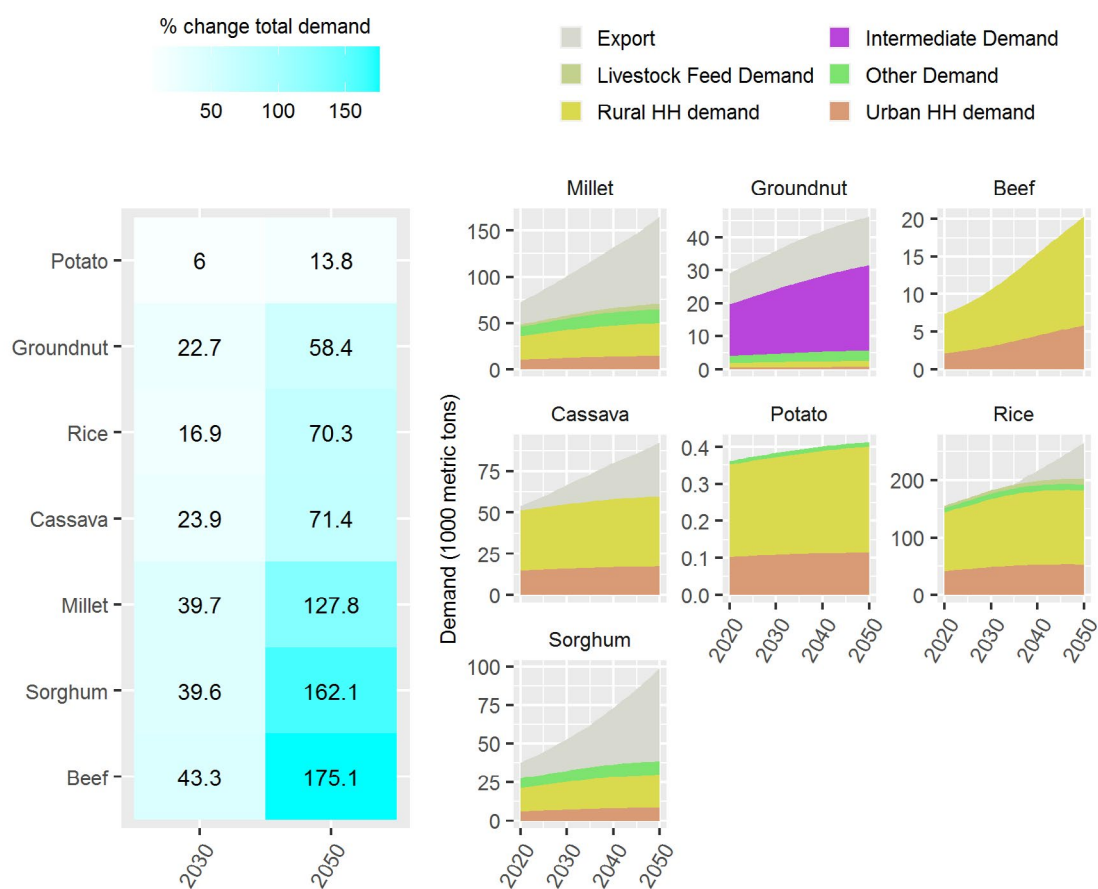 % change total demand
50 100 150
Export
Livestock Feed Demand
Rural HH demand
Intermediate Demand
Other Demand
Urban HH demand
Potato 6 13.8
Groundnut 22.7 58.4
Rice 16.9 70.3
Cassava 23.9 71.4
Millet 39.7 127.8
Sorghum 39.6 162.1
Beef 43.3 175.1
2030 2050
Demand (1000 metric tons)
Millet
150
100
50
0
Groundnut
40
30
20
10
0
Beef
20
15
10
5
0
Cassava
75
50
25
0
Potato
0.4
0.3
0.2
0.1
0.0
2020 2030 2040 2050
Rice
200
100
0
2020 2030 2040 2050
Sorghum
100
75
50
25
0
2020 2030 2040 2050